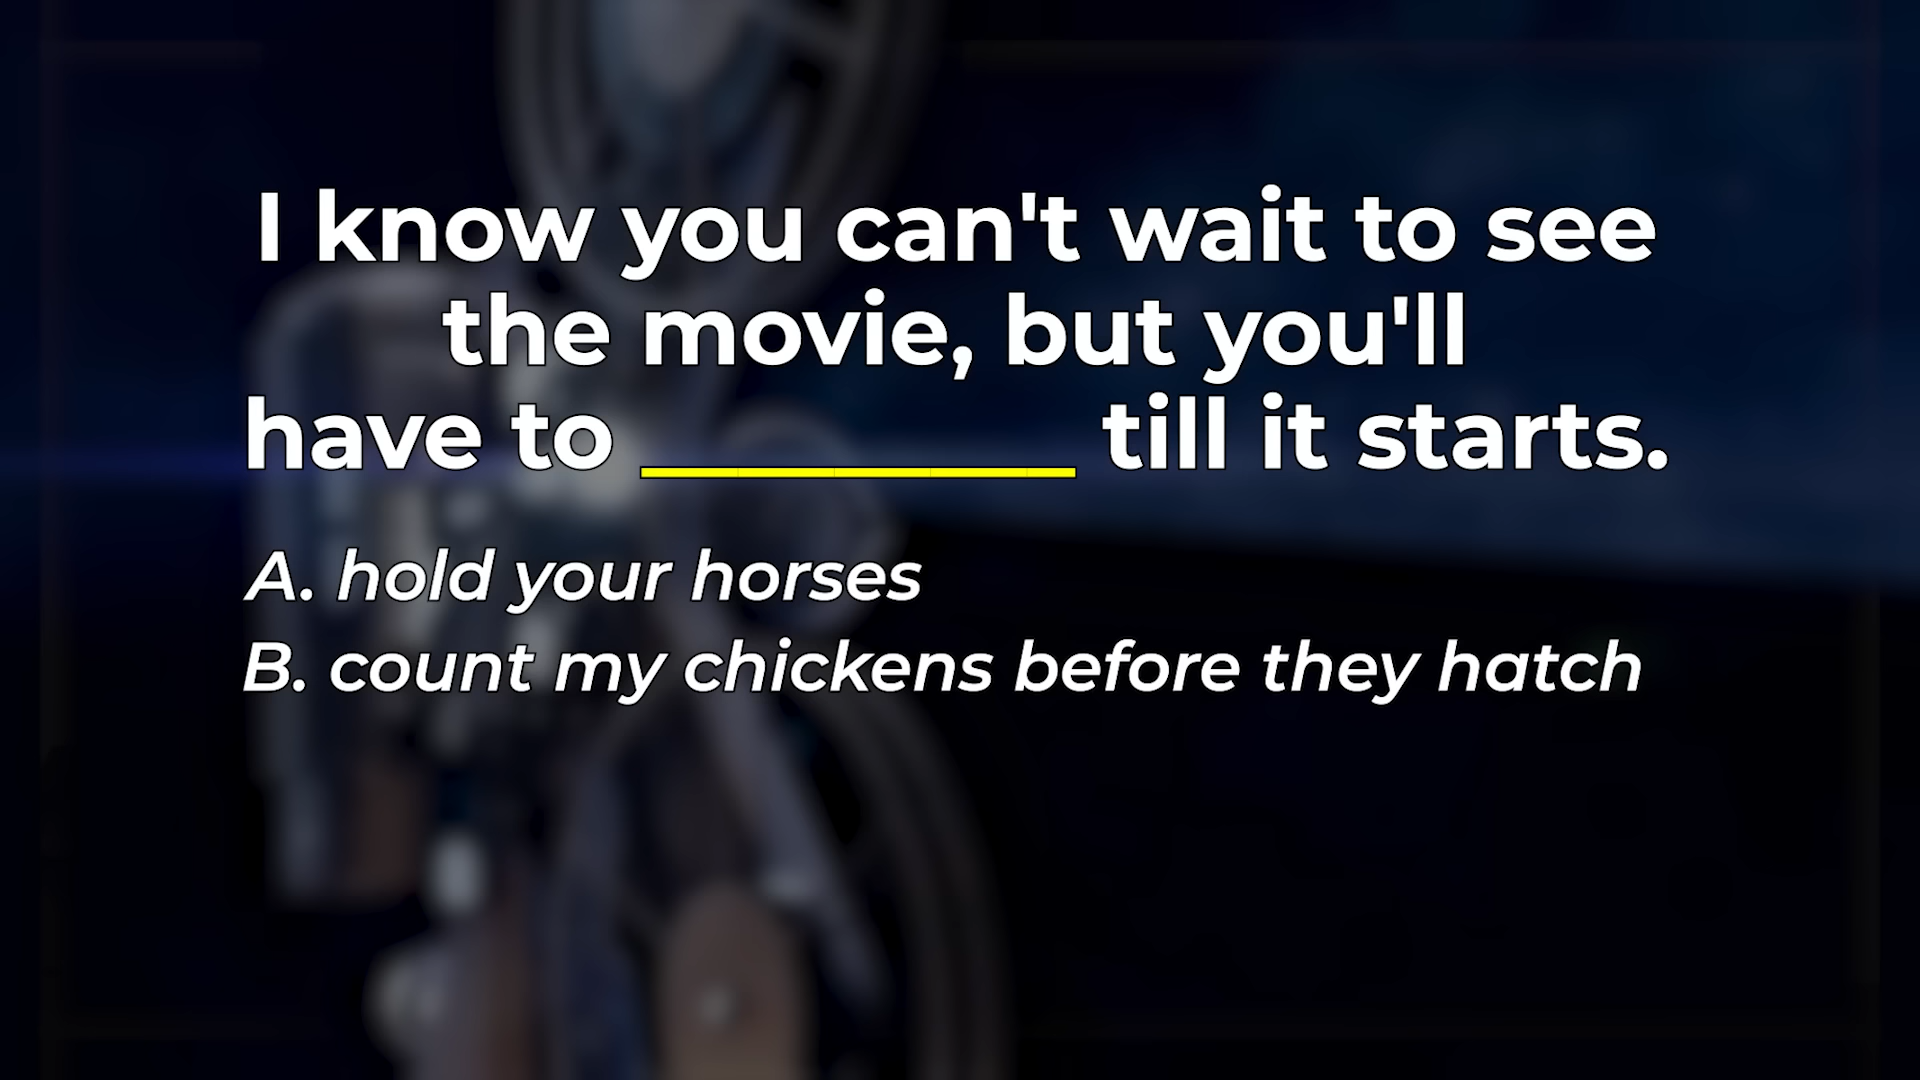 I know you can't wait to see
the movie, but you'll
have to __________ till it starts.
A. hold your horses
B. count my chickens before they hatch